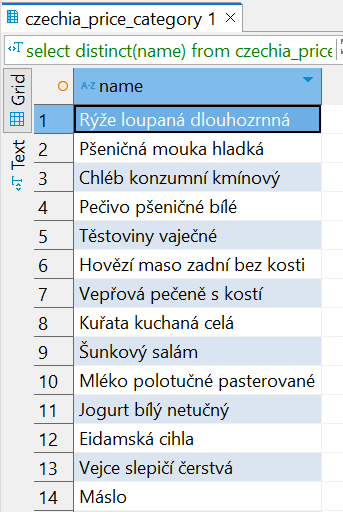 czechia_price_category 1
select distinct(name) from czechia_price
Grid
Text
A-Z name
1 Rýže loupaná dlouhozrnná
2 Pšeničná mouka hladká
3 Chléb konzumní kmínový
4 Pečivo pšeničné bílé
5 Těstoviny vaječné
6 Hovězí maso zadní bez kosti
7 Vepřová pečeně s kostí
8 Kuřata kuchaná celá
9 Šunkový salám
10 Mléko polotučné pasterované
11 Jogurt bílý netučný
12 Eidamská cihla
13 Vejce slepičí čerstvá
14 Máslo